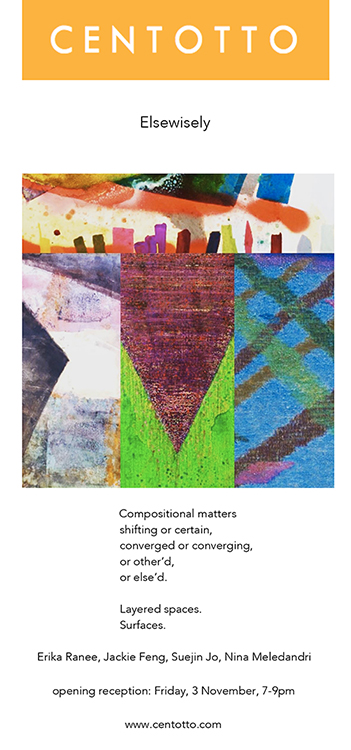 CENTOTTO
Elsewisely
Compositional matters
shifting or certain,
converged or converging,
or other'd,
or else'd.
Layered spaces.
Surfaces.
Erika Ranee, Jackie Feng, Suejin Jo, Nina Meledandri
opening reception: Friday, 3 November, 7-9pm
www.centotto.com